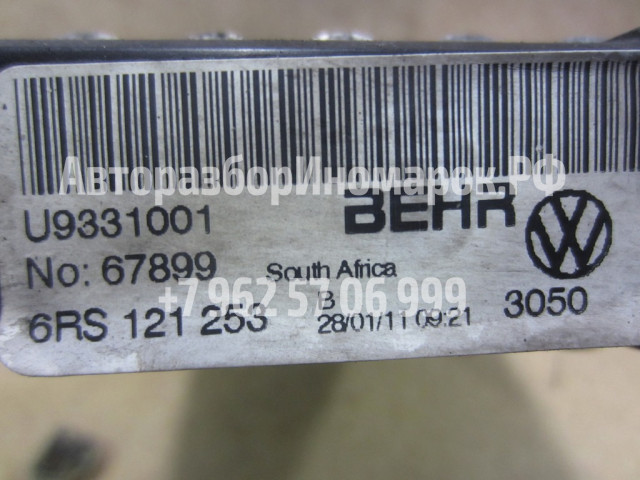 АвторазборИномарок.РФ
U9331001 BEHR
No: 67899 South Africa
+7 962 57 06 999
B
6RS 121 253 28/01/11 09:21 3050